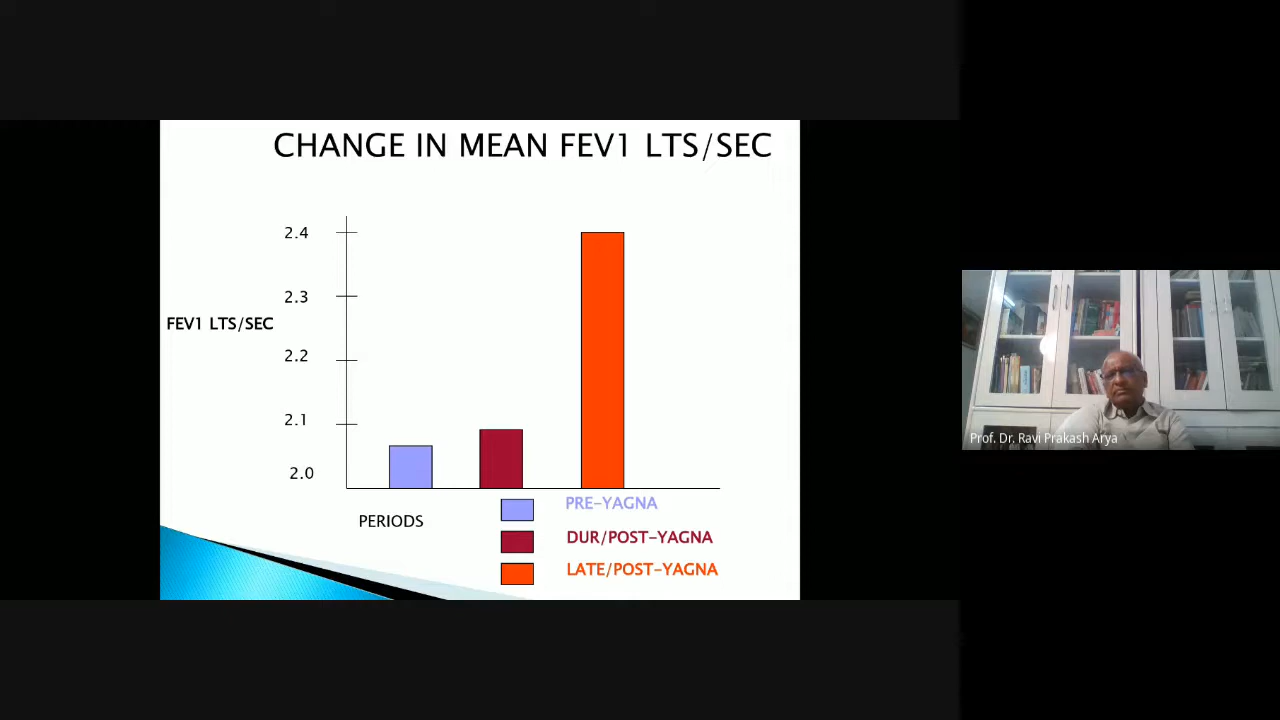 CHANGE IN MEAN FEV1 LTS/SEC
2.4
2.3
FEV1 LTS/SEC
2.2
2.1
2.0
PERIODS
PRE-YAGNA
DUR/POST-YAGNA
LATE/POST-YAGNA
Prof. Dr. Ravi Prakash Arya